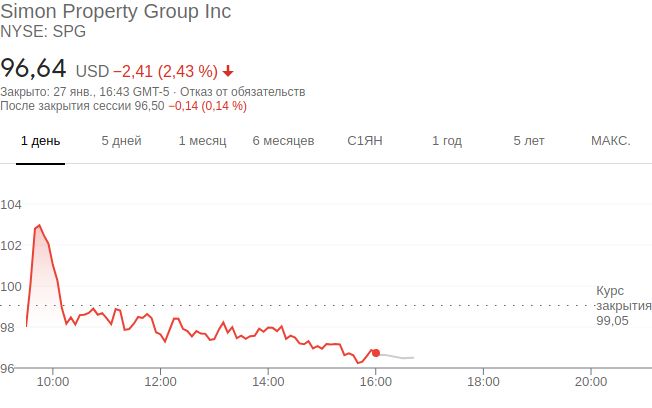 Simon Property Group Inc
NYSE: SPG
96,64 USD −2,41 (2,43 %)
Закрыто: 27 янв., 16:43 GMT-5 · Отказ от обязательств
После закрытия сессии 96,50 −0,14 (0,14 %)
1 день 5 дней 1 месяц 6 месяцев С1ЯН 1 год 5 лет МАКС.
104
102
100
98
96
Курс
закрытия
99,05
10:00 12:00 14:00 16:00 18:00 20:00